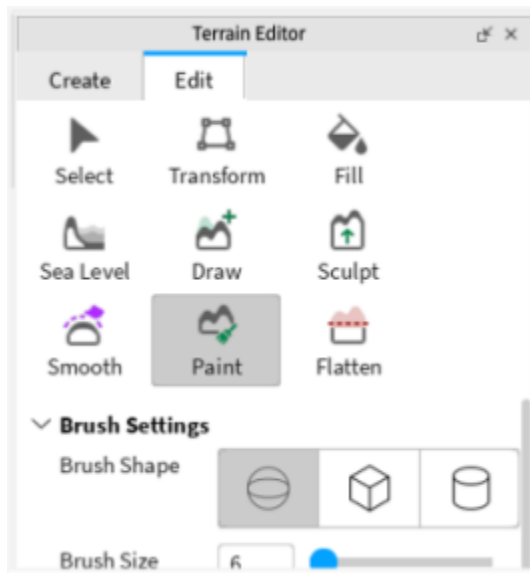 Terrain Editor
Create Edit
Select Transform Fill
Sea Level Draw Sculpt
Smooth Paint Flatten
Brush Settings
Brush Shape
Brush Size 6